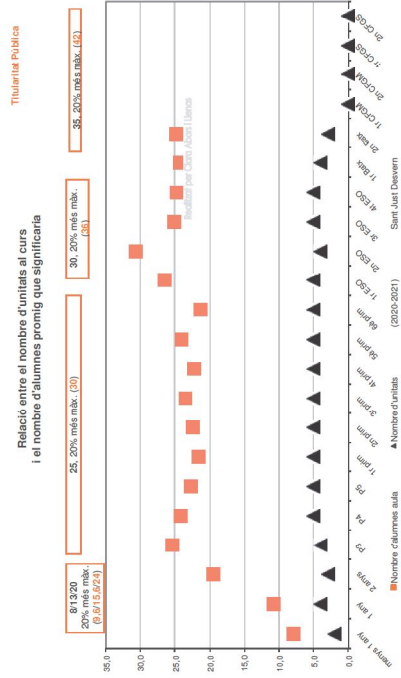 Titularitat Pública
Relació entre el nombre d'unitats al curs
i el nombre d'alumnes promig que significaria
8/13/20
20% més màx.
(9,6/15,6/24)
25, 20% més màx. (30)
30, 20% més màx.
(36)
35, 20% més màx. (42)
35,0
30,0
25,0
20,0
15,0
10,0
5,0
0,0
Realitzat per Clara Alborn i Llence
menys 1 any
1 any
2 anys
P3
P4
P5
1r prim
2n prim
3r prim
4t prim
5è prim
6è prim
1r ESO
2n ESO
3r ESO
4t ESO
1r Batx
2n Batx
1r CFGM
2n CFGM
1r CFGS
2n CFGS
Nombre d'alumnes aula
Nombre d'unitats
(2020-2021)
Sant Just Desvern